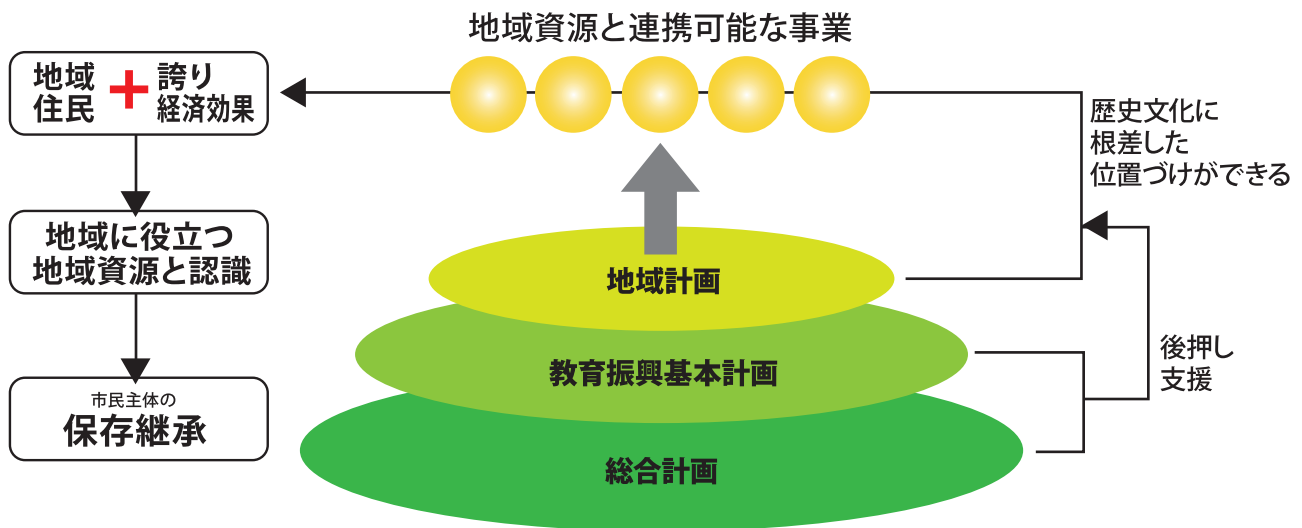 地域資源と連携可能な事業
地域
住民
+
誇り
経済効果
歴史文化に
根差した
位置づけができる
地域に役立つ
地域資源と認識
地域計画
教育振興基本計画
後押し
支援
市民主体の
保存継承
総合計画